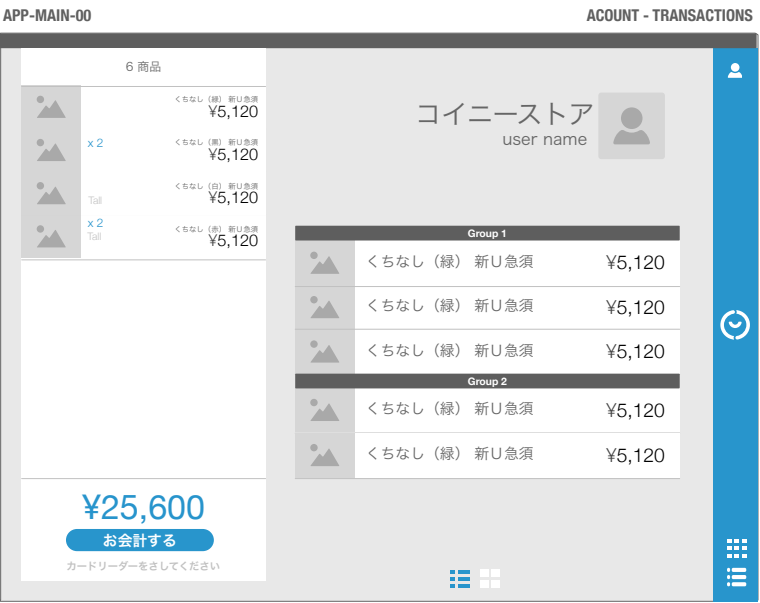 APP-MAIN-00
ACOUNT - TRANSACTIONS
6 商品
くちなし（緑） 新U急須
¥5,120
x 2
くちなし（黒） 新U急須
¥5,120
くちなし（白） 新U急須
Tall
¥5,120
x 2
くちなし（赤） 新U急須
Tall
¥5,120
¥25,600
お会計する
カードリーダーをさしてください
コイニーストア
user name
Group 1
くちなし（緑） 新U急須 ¥5,120
くちなし（緑） 新U急須 ¥5,120
くちなし（緑） 新U急須 ¥5,120
Group 2
くちなし（緑） 新U急須 ¥5,120
くちなし（緑） 新U急須 ¥5,120